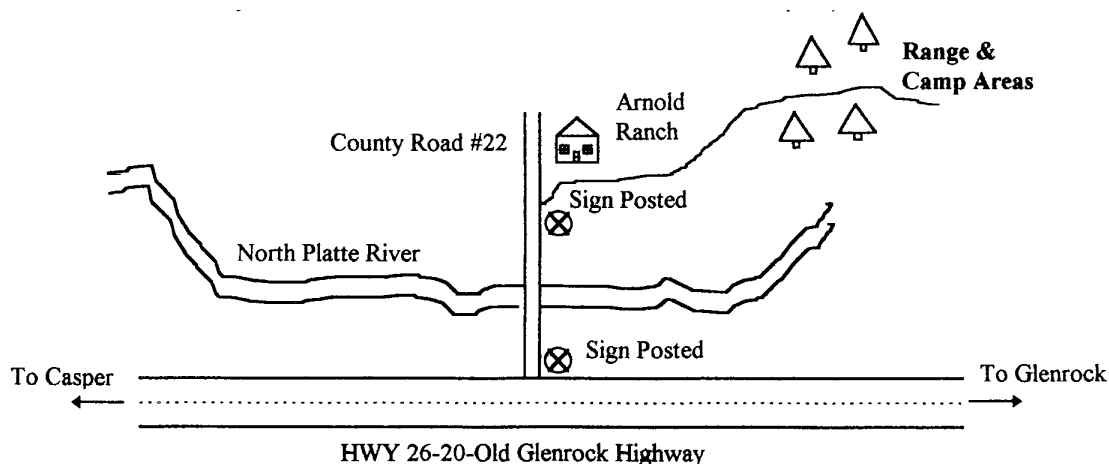 Range &
Camp Areas
Arnold
Ranch
County Road #22
Sign Posted
North Platte River
Sign Posted
To Casper
To Glenrock
HWY 26-20-Old Glenrock Highway